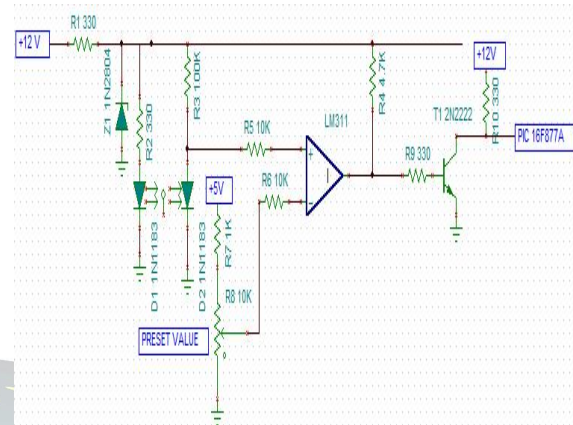 R1 330
+12 V
Z1 1N2804
R2 330
R3 100K
R4 4.7K
+12V
R10 330
T1 2N2222
PIC 16F877A
LM311
R5 10K
R6 10K
R9 330
+
-
+5V
R7 1K
D1 1N1183
D2 1N1183
R8 10K
PRESET VALUE